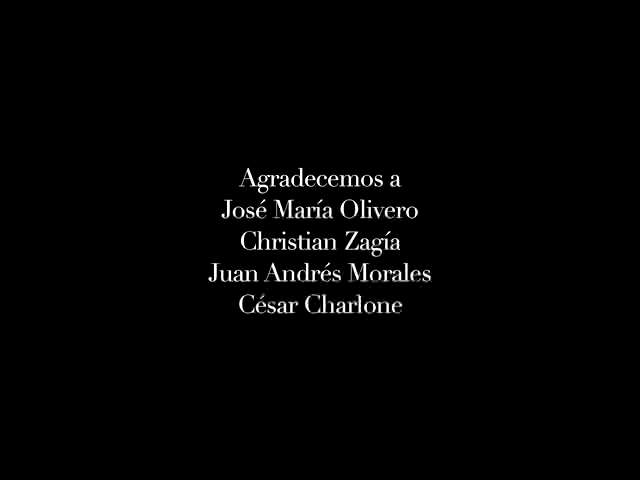 Agradecemos a
José María Olivero
Christian Zagía
Juan Andrés Morales
César Charlone